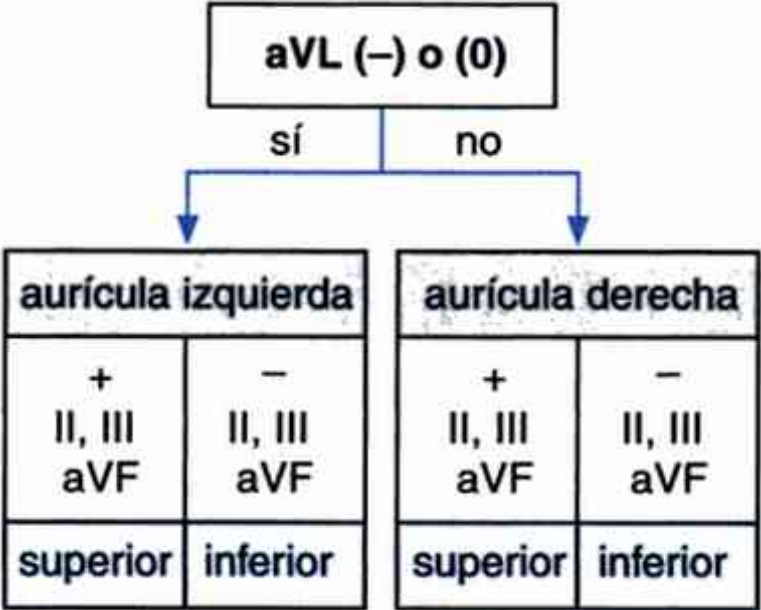 aVL (–) o (0)
sí no
aurícula izquierda
+ –
II, III II, III
aVF aVF
superior inferior
aurícula derecha
+ –
II, III II, III
aVF aVF
superior inferior